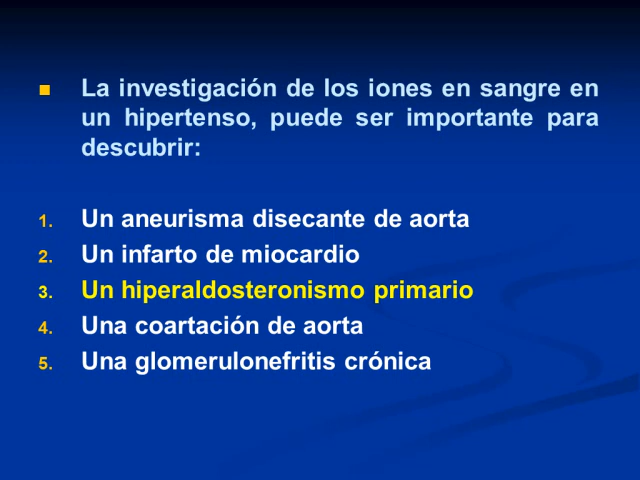 La investigación de los iones en sangre en
un hipertenso, puede ser importante para
descubrir:
1. Un aneurisma disecante de aorta
2. Un infarto de miocardio
3. Un hiperaldosteronismo primario
4. Una coartación de aorta
5. Una glomerulonefritis crónica